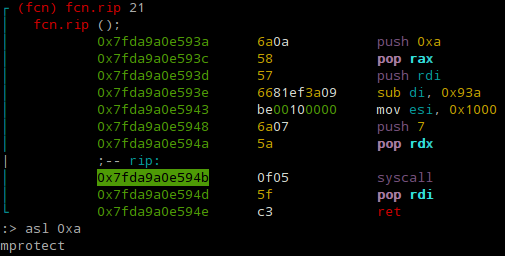 (fcn) fcn.rip 21
fcn.rip ();
0x7fda9a0e593a 6a0a push 0xa
0x7fda9a0e593c 58 pop rax
0x7fda9a0e593d 57 push rdi
0x7fda9a0e593e 6681ef3a09 sub di, 0x93a
0x7fda9a0e5943 be00100000 mov esi, 0x1000
0x7fda9a0e5948 6a07 push 7
0x7fda9a0e594a 5a pop rdx
;-- rip:
0x7fda9a0e594b 0f05 syscall
0x7fda9a0e594d 5f pop rdi
0x7fda9a0e594e c3 ret
:> asl 0xa
mprotect